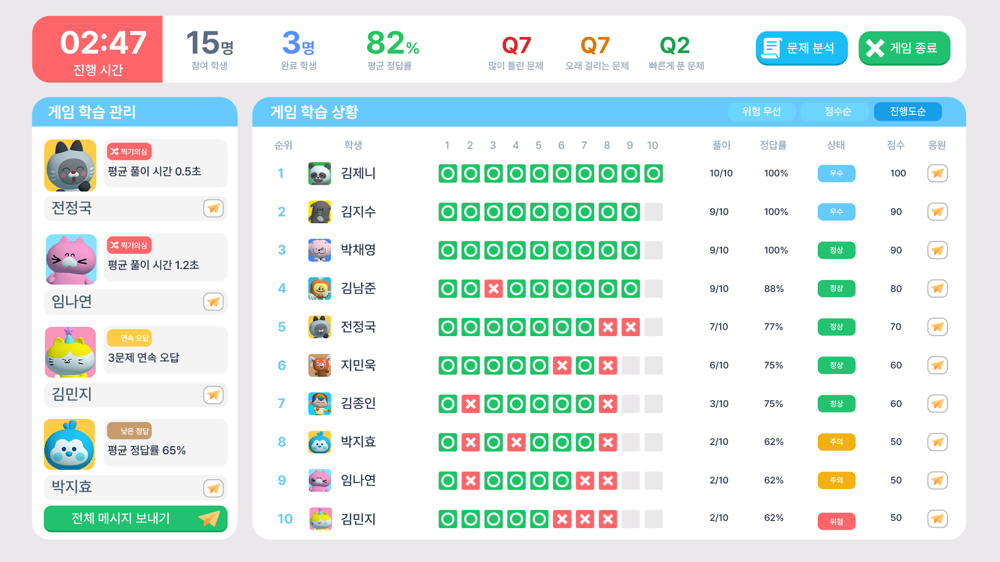 02:47
진행 시간
15명
참여 학생
3명
완료 학생
82%
평균 정답률
Q7
많이 틀린 문제
Q7
오래 걸리는 문제
Q2
빠른게 푼 문제
문제 분석
게임 종료
게임 학습 관리
찍기의심
평균 풀이 시간 0.5초
전정국
찍기의심
평균 풀이 시간 1.2초
임나연
연속 오답
3문제 연속 오답
김민지
낮은 정답
평균 정답률 65%
박지효
전체 메시지 보내기
게임 학습 상황
위험 우선 점수순 진행도순
순위 학생 1 2 3 4 5 6 7 8 9 10 풀이 정답률 상태 점수 응원
1 김제니 10/10 100% 우수 100
2 김지수 9/10 100% 우수 90
3 박채영 9/10 100% 정상 90
4 김남준 9/10 88% 정상 80
5 전정국 7/10 77% 정상 70
6 지민욱 6/10 75% 정상 60
7 김종인 3/10 75% 정상 60
8 박지효 2/10 62% 주의 50
9 임나연 2/10 62% 주의 50
10 김민지 2/10 62% 위험 50